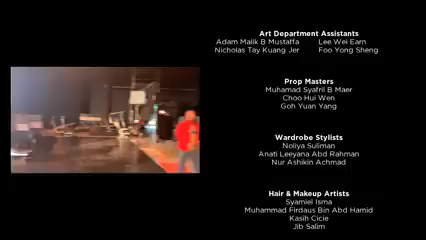 Art Department Assistants
Adam Malik B Mustaffa Lee Wei Earn
Nicholas Tay Kuang Jer Foo Yong Sheng
Prop Masters
Muhamad Syafril B Maer
Choo Hui Wen
Goh Yuan Yang
Wardrobe Stylists
Noliya Suliman
Anati Leeyana Abd Rahman
Nur Ashikin Achmad
Hair & Makeup Artists
Syamiel Isma
Muhammad Firdaus Bin Abd Hamid
Kasih Cicie
Jib Salim